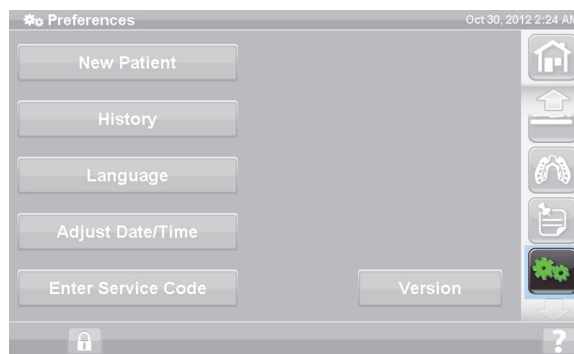 Preferences
Oct 30, 2012 2:24 AM
New Patient
History
Language
Adjust Date/Time
Enter Service Code
Version
?